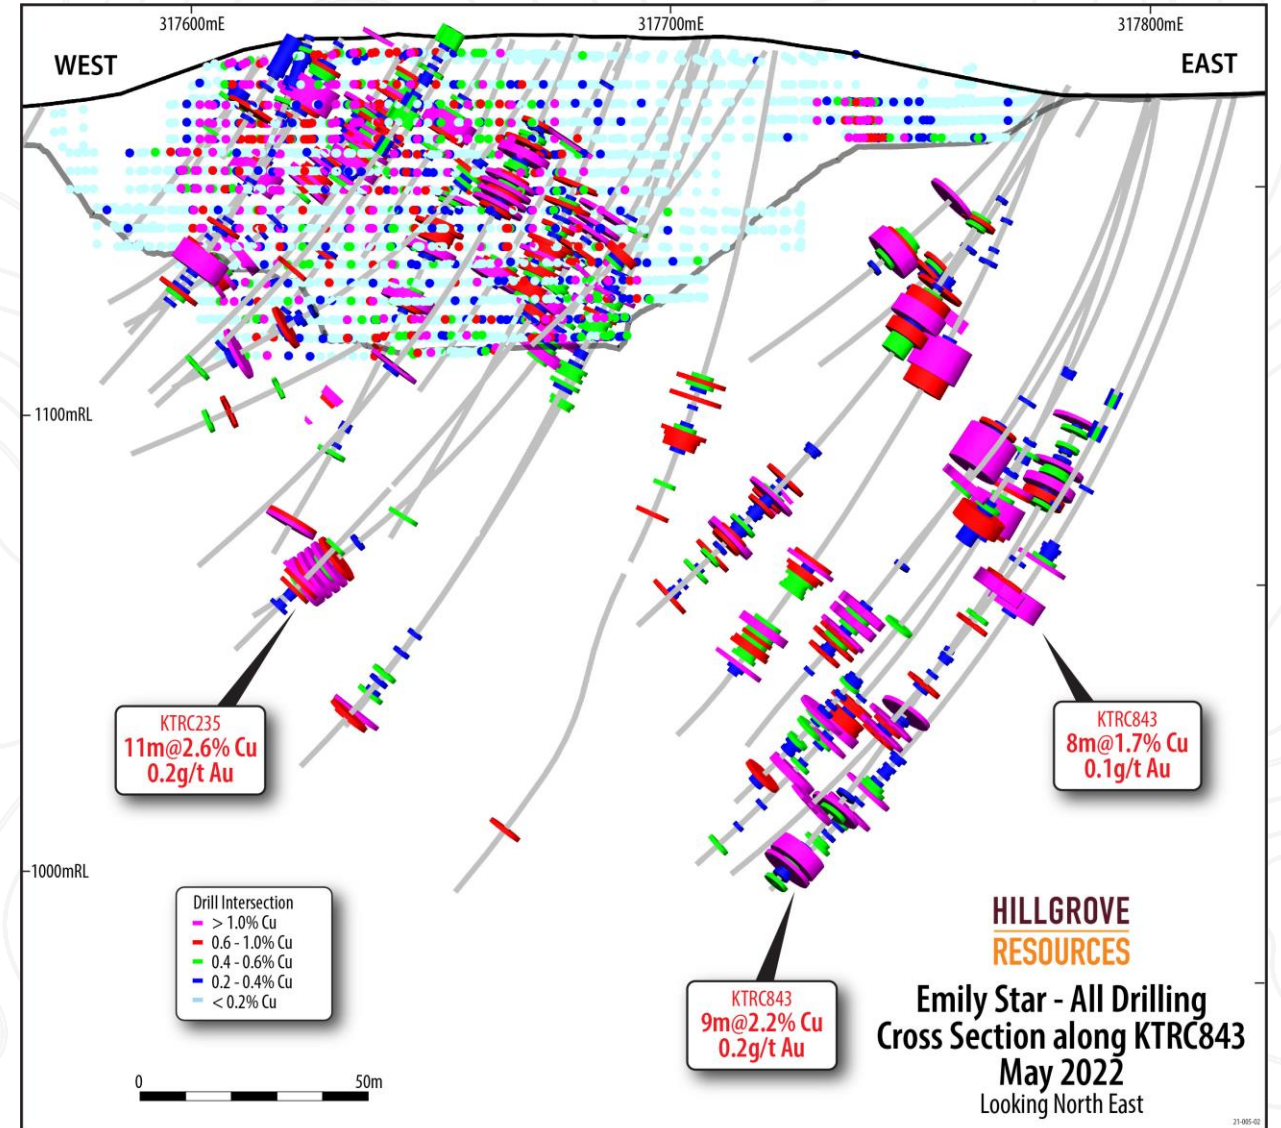 317600mE
317700mE
317800mE
WEST
EAST
1100mRL
KTRC235
11m@2.6% Cu
0.2g/t Au
KTRC843
8m@1.7% Cu
0.1g/t Au
1000mRL
Drill Intersection
> 1.0% Cu
0.6 - 1.0% Cu
0.4 - 0.6% Cu
0.2 - 0.4% Cu
< 0.2% Cu
HILLGROVE
RESOURCES
KTRC843
9m@2.2% Cu
0.2g/t Au
Emily Star - All Drilling
Cross Section along KTRC843
May 2022
Looking North East
0
50m
21-005-02